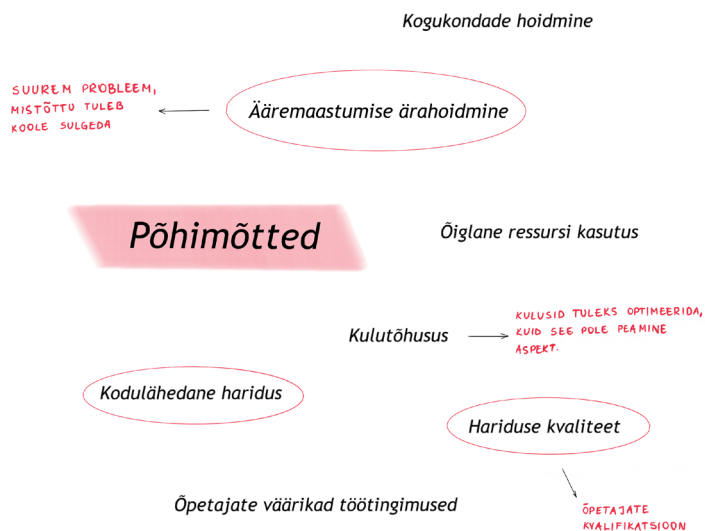 Kogukondade hoidmine
SUUREM PROBLEEM,
MISTÕTTU TULEB
KOOLE SULGEDA
Ääremaastumise ärahoidmine
Põhimõtted
Õiglane ressursi kasutus
Kulutõhusus
KULUSID TULEKS OPTIMEERIDA,
KUID SEE POLE PEAMINE
ASPEKT.
Kodulähedane haridus
Hariduse kvaliteet
Õpetajate väärikad töötingimused
ÕPETAJATE
KVALIFIKATSIOON